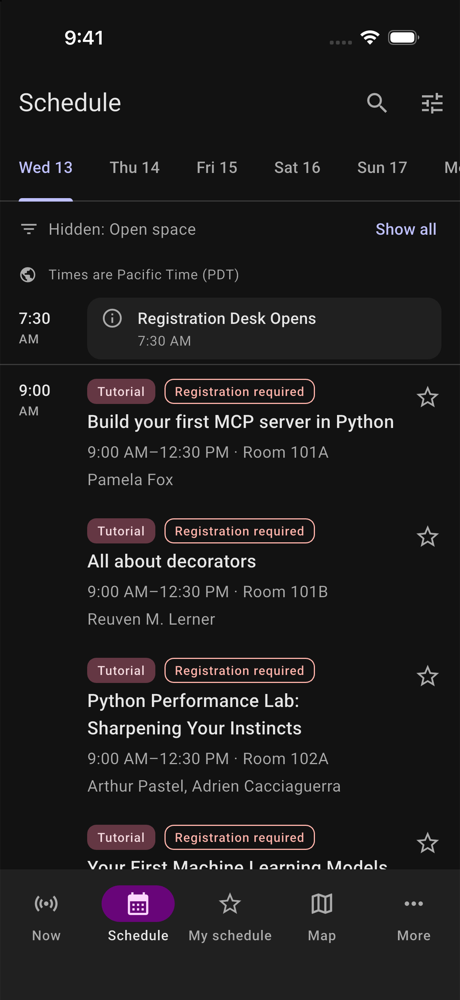 9:41
Schedule
Wed 13 Thu 14 Fri 15 Sat 16 Sun 17
Hidden: Open space Show all
Times are Pacific Time (PDT)
7:30 AM
Registration Desk Opens
7:30 AM
9:00 AM
Tutorial Registration required
Build your first MCP server in Python
9:00 AM–12:30 PM · Room 101A
Pamela Fox
Tutorial Registration required
All about decorators
9:00 AM–12:30 PM · Room 101B
Reuven M. Lerner
Tutorial Registration required
Python Performance Lab:
Sharpening Your Instincts
9:00 AM–12:30 PM · Room 102A
Arthur Pastel, Adrien Cacciaguerra
Tutorial Registration required
Your First Machine Learning Models
Now Schedule My schedule Map More